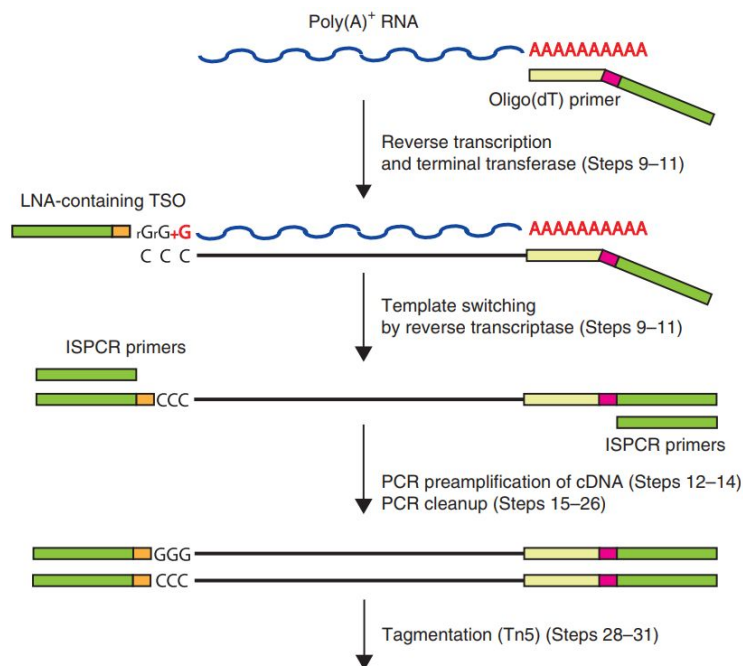 Poly(A)+ RNA
AAAAAAAAAA
Oligo(dT) primer
Reverse transcription
and terminal transferase (Steps 9–11)
LNA-containing TSO
rGrG+G
AAAAAAAAAA
C C C
Template switching
by reverse transcriptase (Steps 9–11)
ISPCR primers
CCC
ISPCR primers
PCR preamplification of cDNA (Steps 12–14)
PCR cleanup (Steps 15–26)
GGG
CCC
Tagmentation (Tn5) (Steps 28–31)